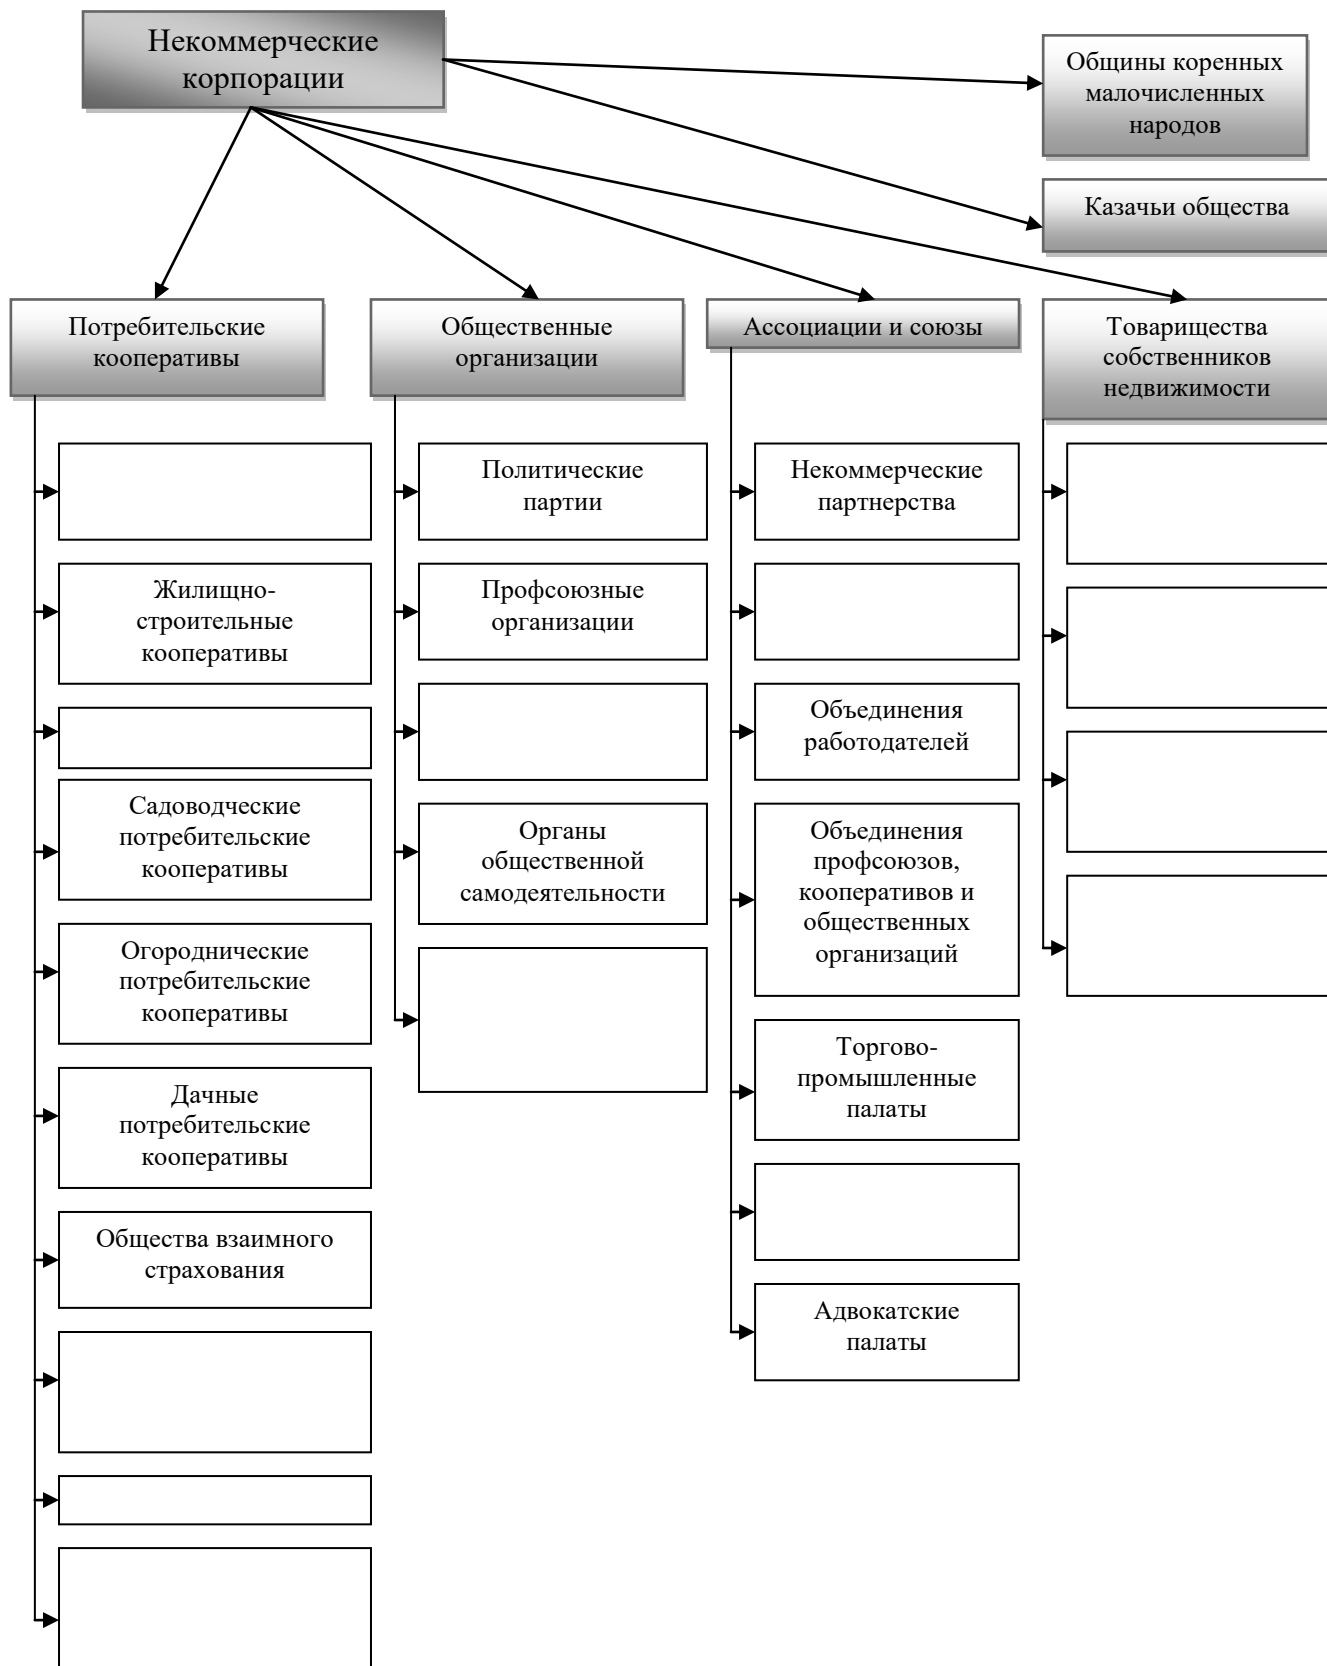 Некоммерческие
корпорации
Общины коренных
малочисленных
народов
Казачьи общества
Потребительские
кооперативы
Общественные
организации
Ассоциации и союзы
Товарищества
собственников
недвижимости
Жилищно-
строительные
кооперативы
Садоводческие
потребительские
кооперативы
Огороднические
потребительские
кооперативы
Дачные
потребительские
кооперативы
Общества взаимного
страхования
Политические
партии
Профсоюзные
организации
Органы
общественной
самодеятельности
Некоммерческие
партнерства
Объединения
работодателей
Объединения
профсоюзов,
кооперативов и
общественных
организаций
Торгово-
промышленные
палаты
Адвокатские
палаты